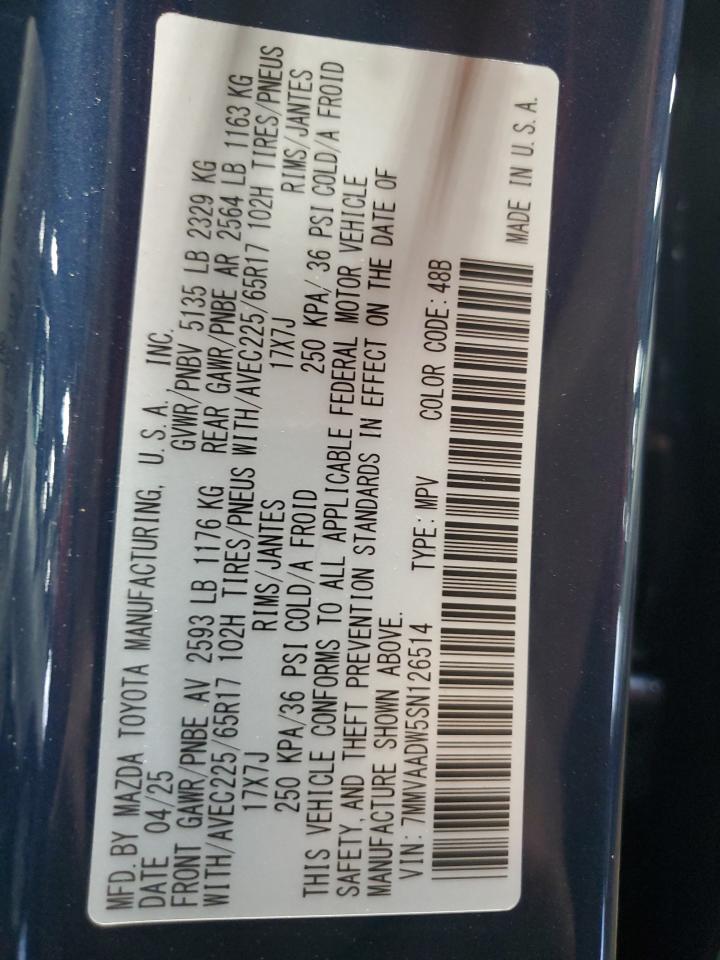 MFD. BY MAZDA TOYOTA MANUFACTURING, U.S.A, INC.
DATE 04/25 GVWR/PNBV 5135 LB 2329 KG
FRONT GAWR/PNBE AV 2593 LB 1176 KG REAR GAWR/PNBE AR 2564 LB 1163 KG
WITH/AVEC225/65R17 102H TIRES/PNEUS WITH/AVEC225/65R17 102H TIRES/PNEUS
17X7J RIMS/JANTES 17X7J RIMS/JANTES
250 KPA/36 PSI COLD/A FROID 250 KPA/36 PSI COLD/A FROID
THIS VEHICLE CONFORMS TO ALL APPLICABLE FEDERAL MOTOR VEHICLE
SAFETY, AND THEFT PREVENTION STANDARDS IN EFFECT ON THE DATE OF
MANUFACTURE SHOWN ABOVE.
VIN: 7MMVAADW5SN126514 TYPE: MPV COLOR CODE: 48B
MADE IN U.S.A.